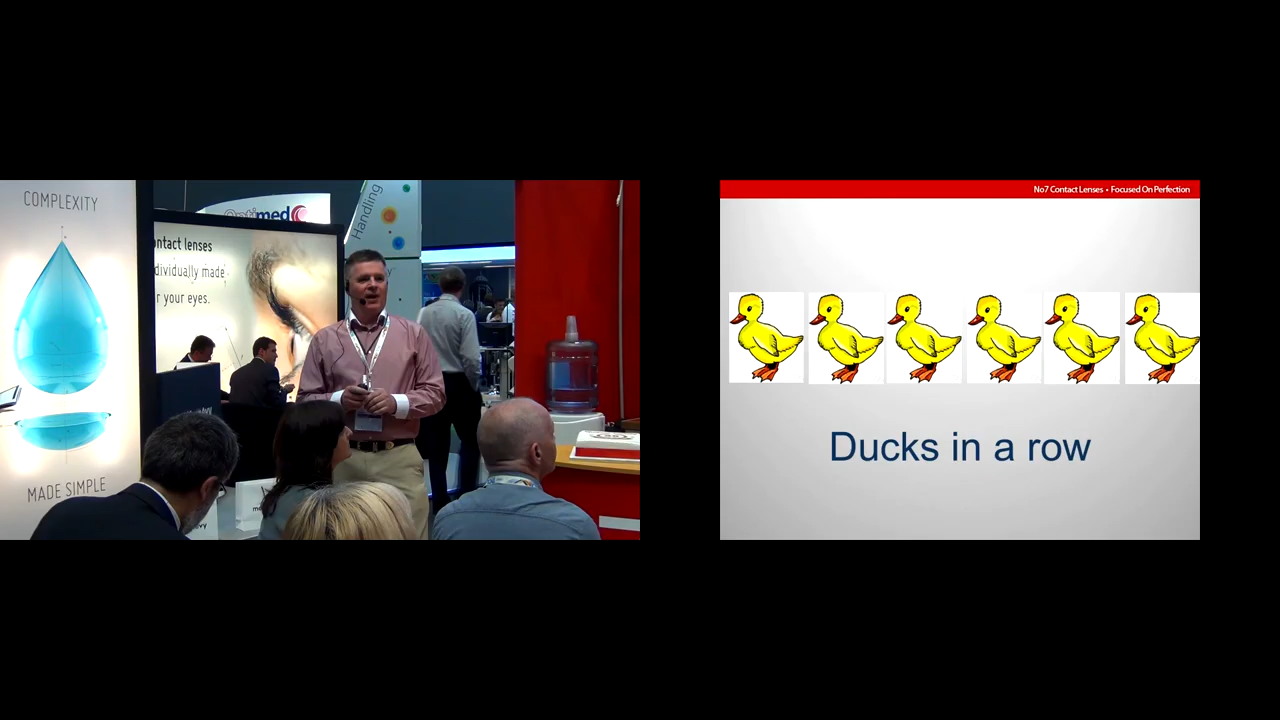 COMPLEXITY
MADE SIMPLE
Optimed
ontact lenses
dividually made
r your eyes.
Handling
No7 Contact Lenses • Focused On Perfection
Ducks in a row